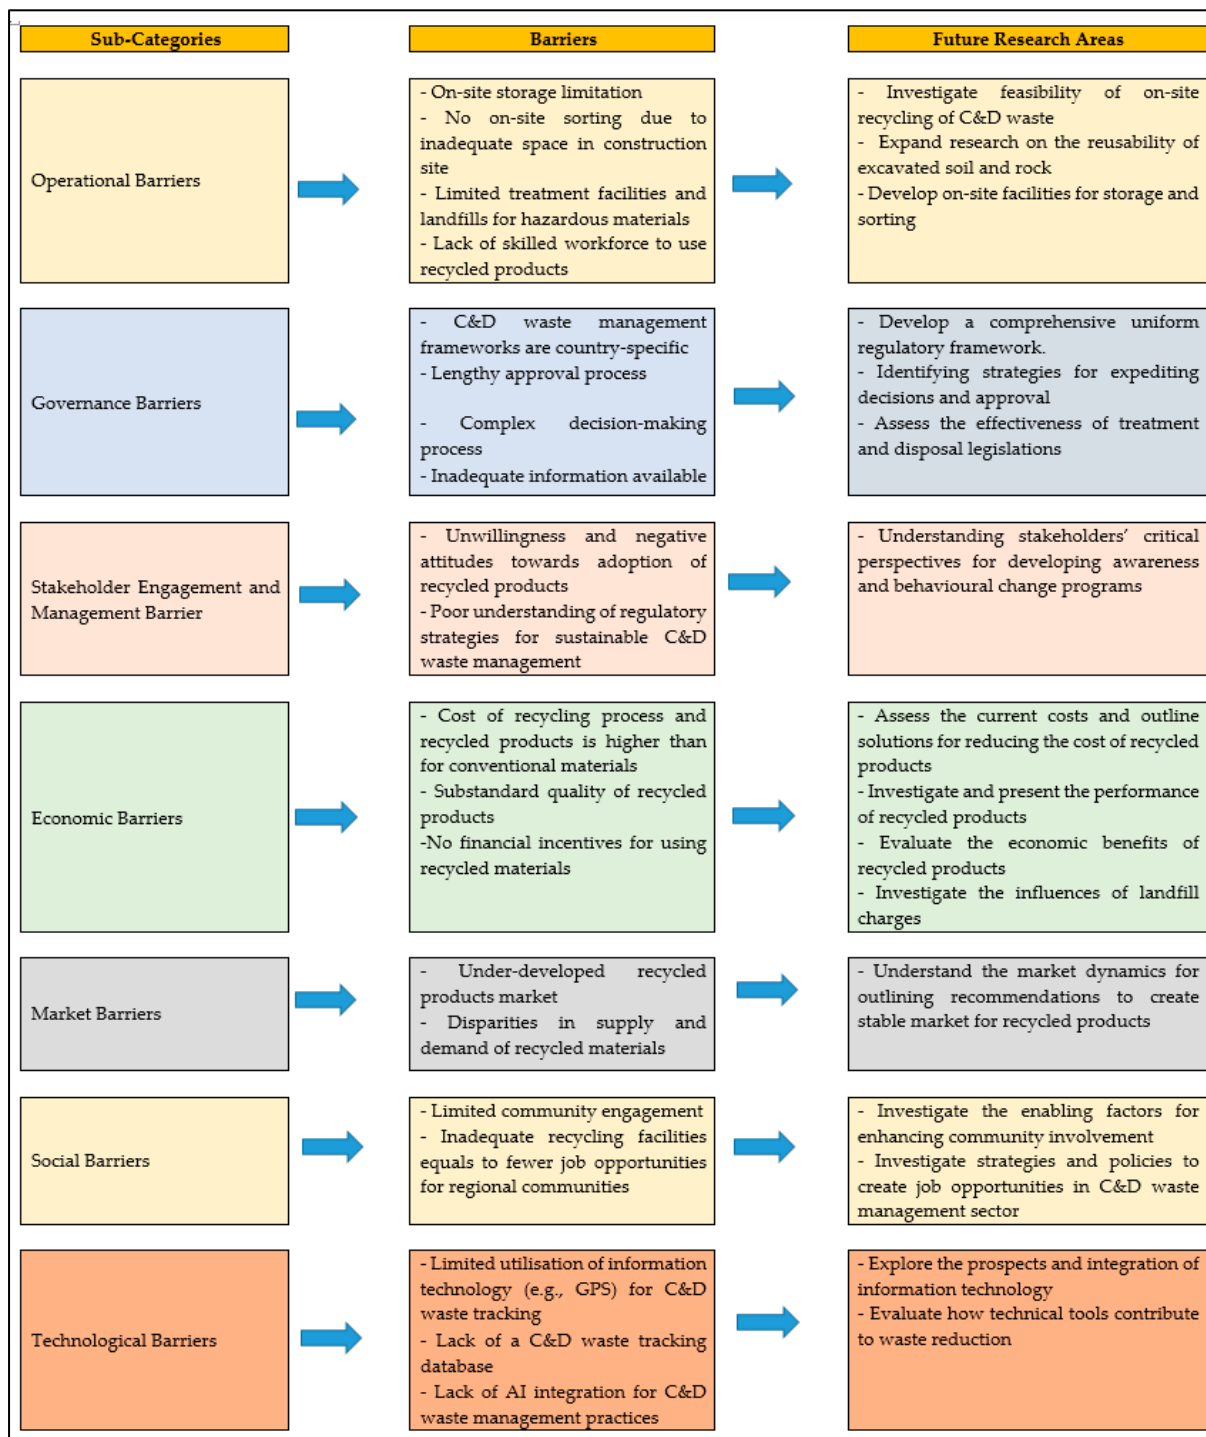 Sub-Categories
Barriers
Future Research Areas
Operational Barriers
- On-site storage limitation
- No on-site sorting due to
inadequate space in construction
site
- Limited treatment facilities and
landfills for hazardous materials
- Lack of skilled workforce to use
recycled products
- Investigate feasibility of on-site
recycling of C&D waste
- Expand research on the reusability of
excavated soil and rock
- Develop on-site facilities for storage and
sorting
Governance Barriers
- C&D waste management
frameworks are country-specific
- Lengthy approval process
- Complex decision-making
process
- Inadequate information available
- Develop a comprehensive uniform
regulatory framework.
- Identifying strategies for expediting
decisions and approval
- Assess the effectiveness of treatment
and disposal legislations
Stakeholder Engagement and
Management Barrier
- Unwillingness and negative
attitudes towards adoption of
recycled products
- Poor understanding of regulatory
strategies for sustainable C&D
waste management
- Understanding stakeholders’ critical
perspectives for developing awareness
and behavioural change programs
Economic Barriers
- Cost of recycling process and
recycled products is higher than
for conventional materials
- Substandard quality of recycled
products
-No financial incentives for using
recycled materials
- Assess the current costs and outline
solutions for reducing the cost of recycled
products
- Investigate and present the performance
of recycled products
- Evaluate the economic benefits of
recycled products
- Investigate the influences of landfill
charges
Market Barriers
- Under-developed recycled
products market
- Disparities in supply and
demand of recycled materials
- Understand the market dynamics for
outlining recommendations to create
stable market for recycled products
Social Barriers
- Limited community engagement
- Inadequate recycling facilities
equals to fewer job opportunities
for regional communities
- Investigate the enabling factors for
enhancing community involvement
- Investigate strategies and policies to
create job opportunities in C&D waste
management sector
Technological Barriers
- Limited utilisation of information
technology (e.g., GPS) for C&D
waste tracking
- Lack of a C&D waste tracking
database
- Lack of AI integration for C&D
waste management practices
- Explore the prospects and integration of
information technology
- Evaluate how technical tools contribute
to waste reduction